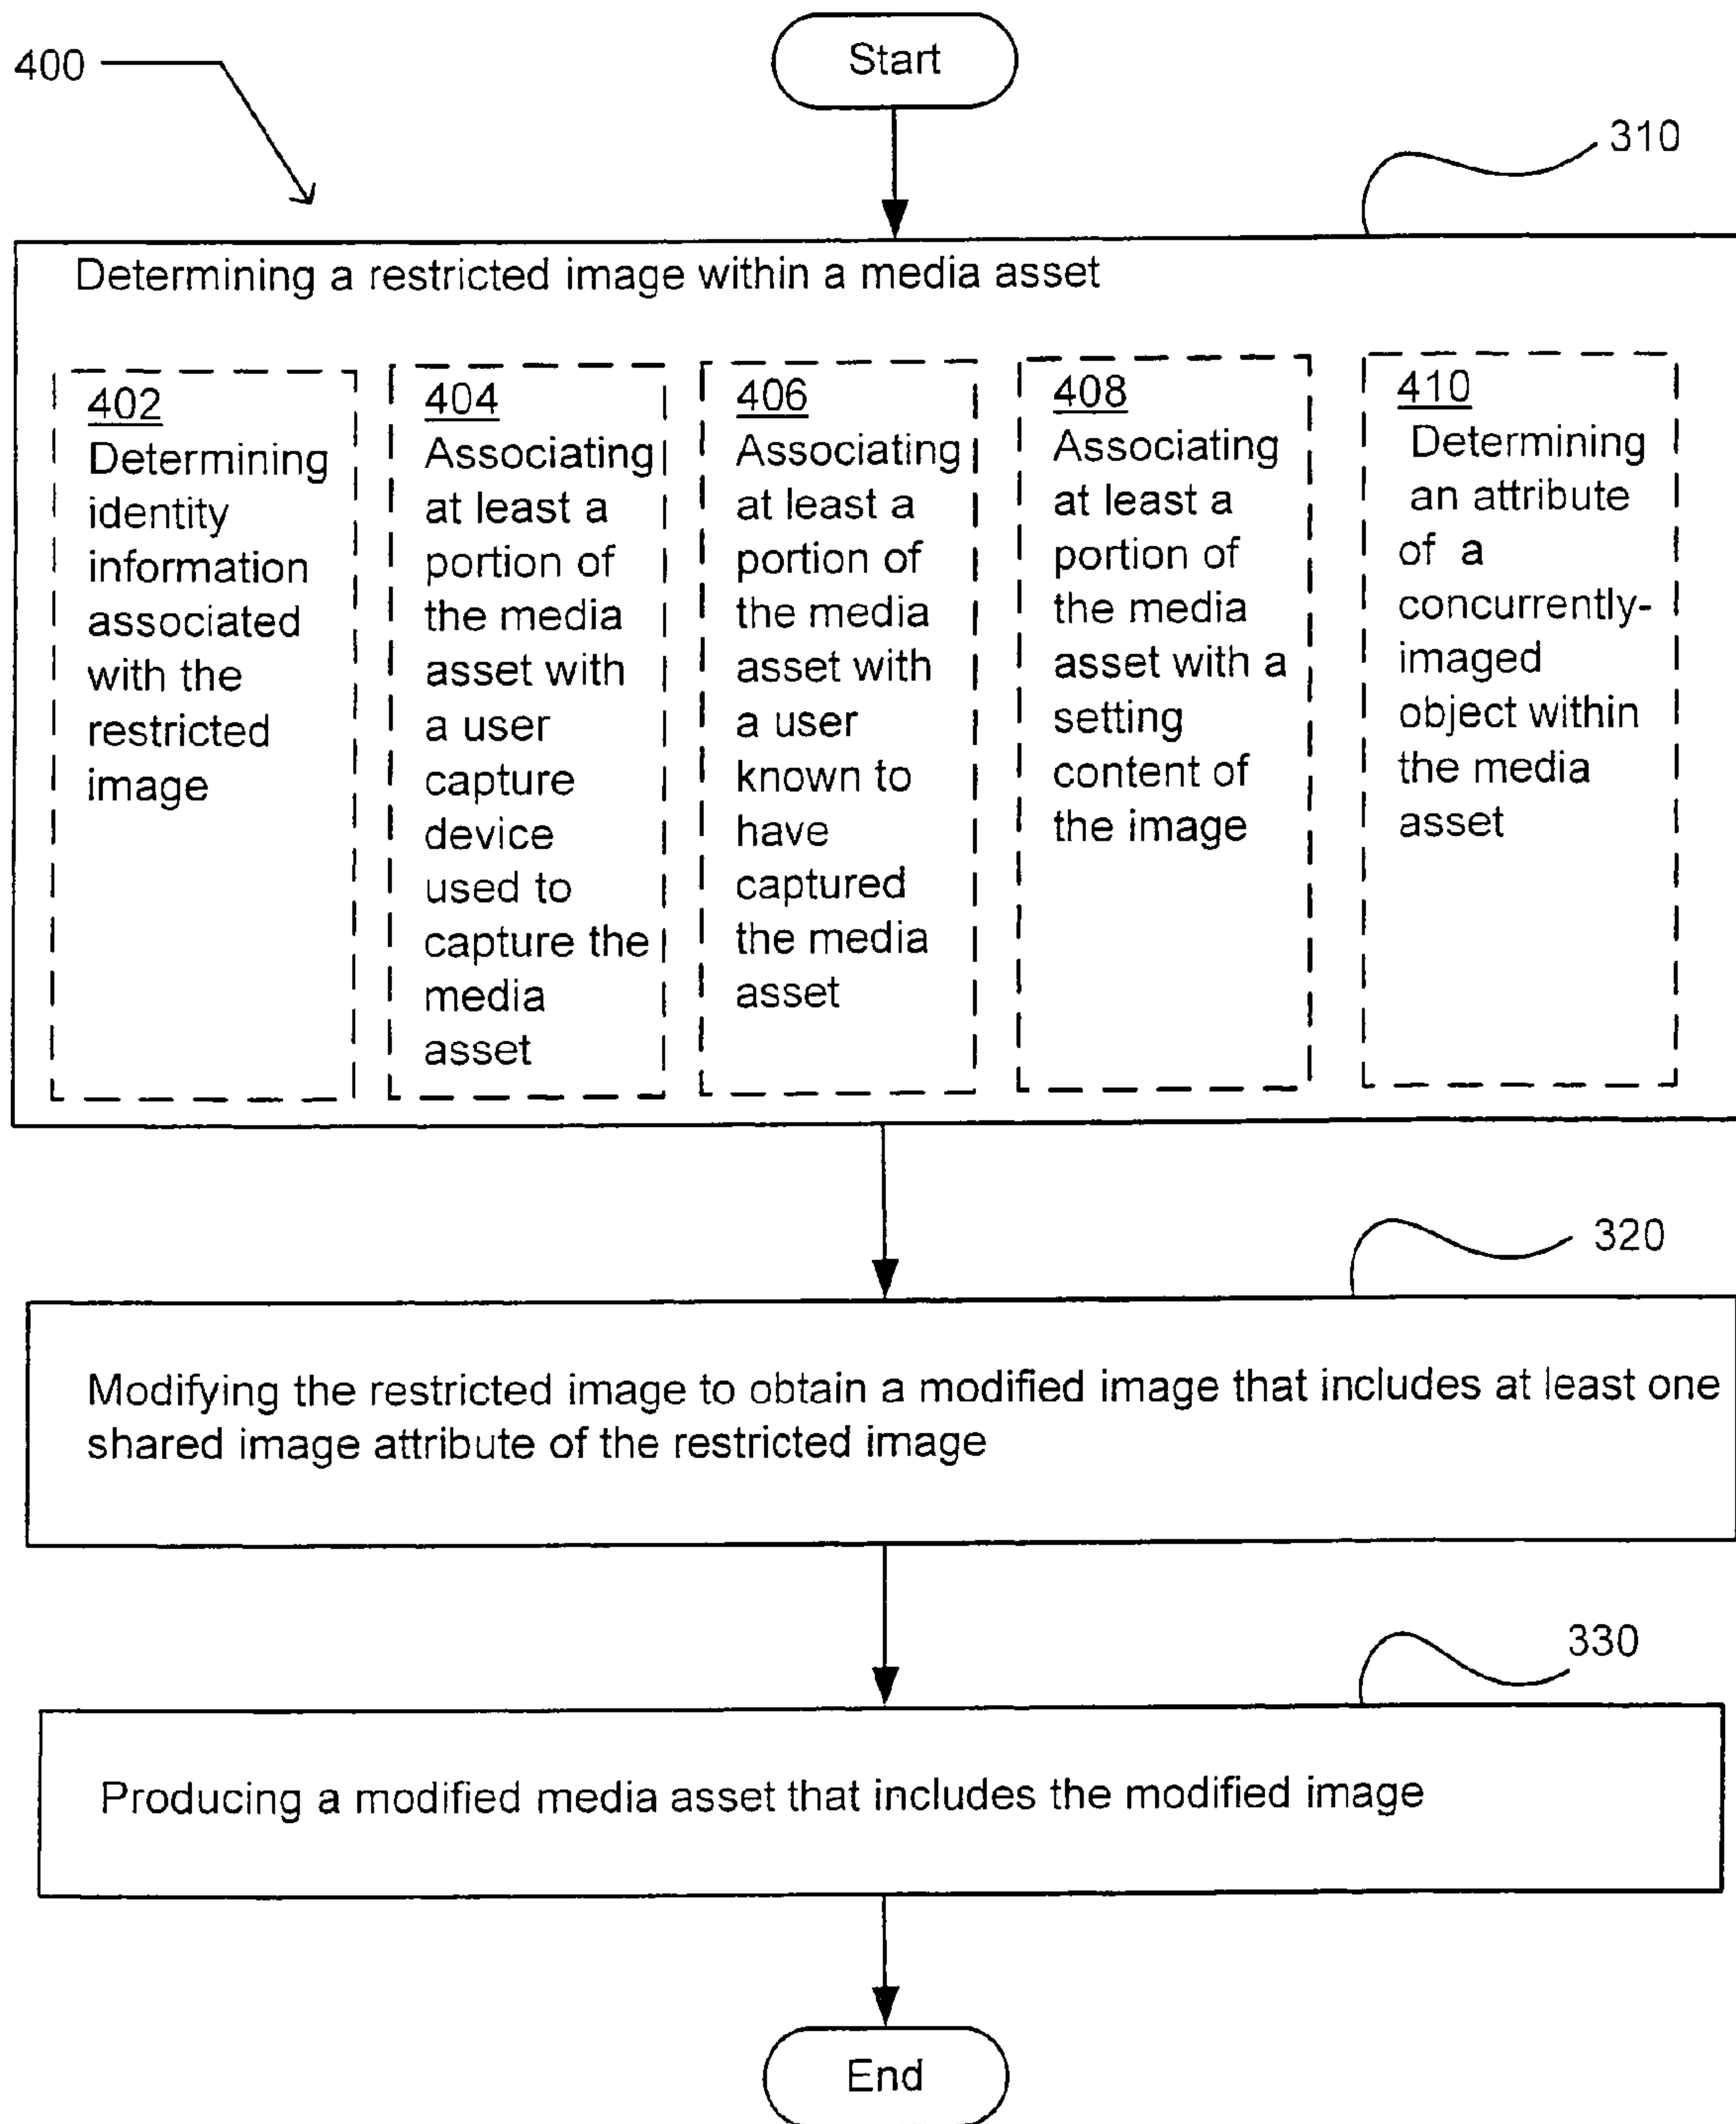 Start
400
310
Determining a restricted image within a media asset
402
Determining
identity
information
associated
with the
restricted
image
404
Associating
at least a
portion of
the media
asset with
a user
capture
device
used to
capture the
media
asset
406
Associating
at least a
portion of
the media
asset with
a user
known to
have
captured
the media
asset
408
Associating
at least a
portion of
the media
asset with a
setting
content of
the image
410
Determining
an attribute
of a
concurrently-
imaged
object within
the media
asset
320
Modifying the restricted image to obtain a modified image that includes at least one
shared image attribute of the restricted image
330
Producing a modified media asset that includes the modified image
End